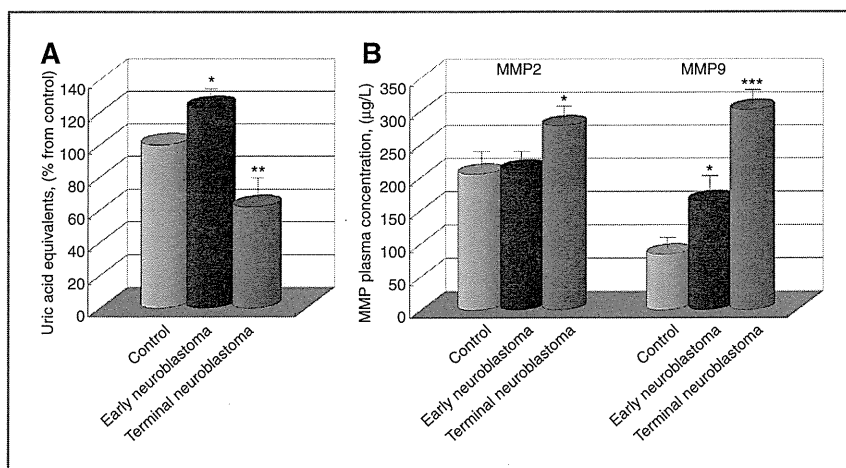 A
Uric acid equivalents, (% from control)
140
120
100
80
60
40
20
0
*
**
Control
Early neuroblastoma
Terminal neuroblastoma
B
MMP2
MMP9
MMP plasma concentration, (µg/L)
350
300
250
200
150
100
50
0
*
*
***
Control
Early neuroblastoma
Terminal neuroblastoma
Control
Early neuroblastoma
Terminal neuroblastoma